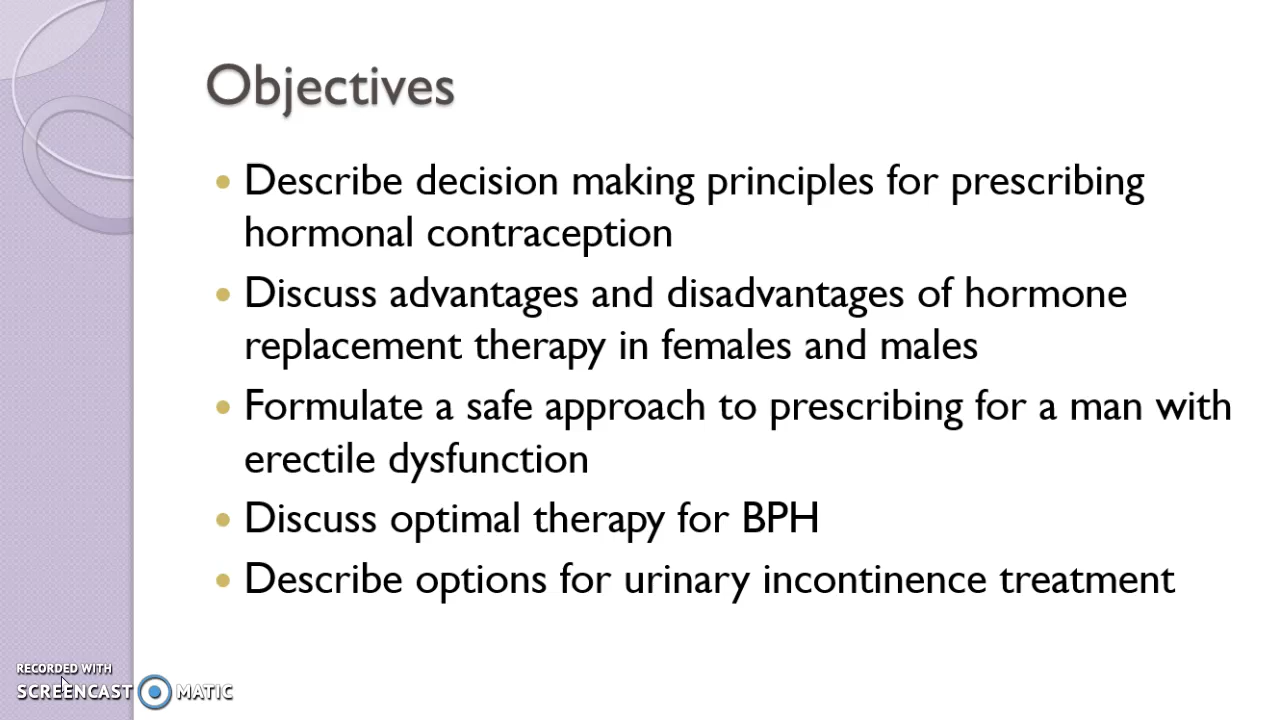 Objectives
• Describe decision making principles for prescribing
hormonal contraception
• Discuss advantages and disadvantages of hormone
replacement therapy in females and males
• Formulate a safe approach to prescribing for a man with
erectile dysfunction
• Discuss optimal therapy for BPH
• Describe options for urinary incontinence treatment
RECORDED WITH
SCREENCAST MATIC